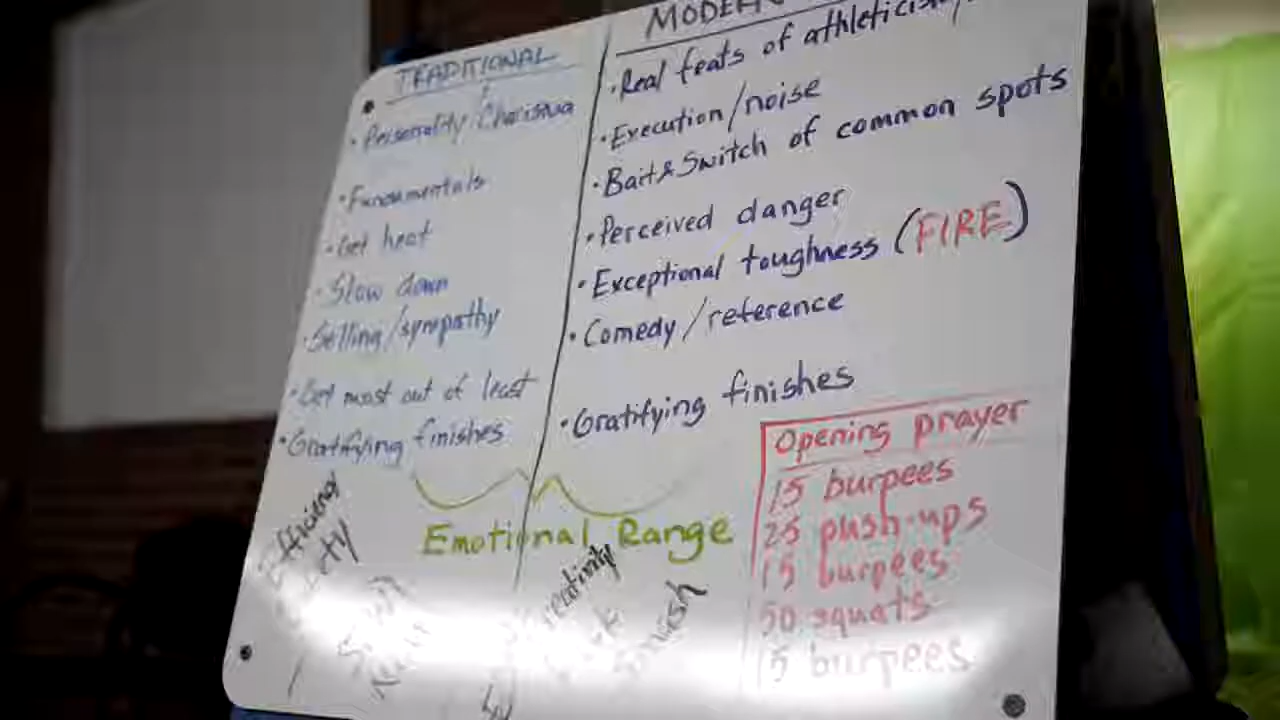 TRADITIONAL
• Personality/Charisma
• Fundamentals
• Get heat
• Slow down
• Selling/sympathy
• Get most out of least
• Gratifying finishes
• Real feats of
• Execution/noise
• Bait & Switch of common spots
• Perceived danger
• Exceptional toughness (FIRE)
• Comedy/reference
• Gratifying finishes
Emotional Range
Opening prayer
15 burpees
25 push-ups
15 burpees
50 squats
15 burpees